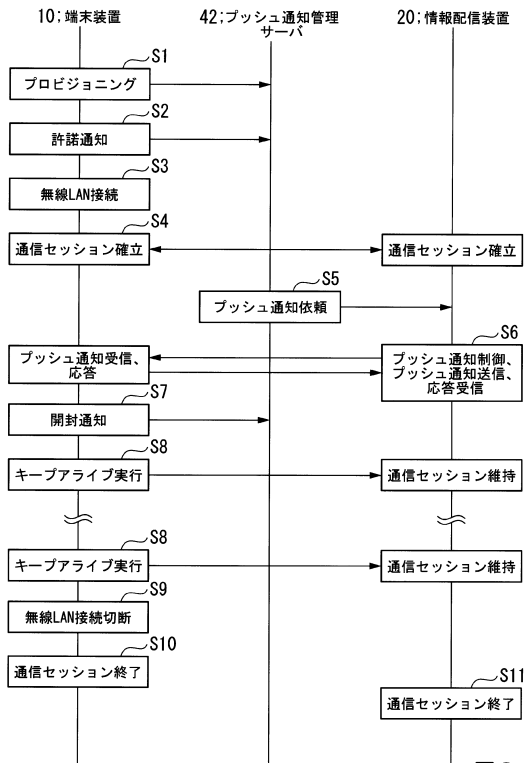 10;端末装置
42;プッシュ通知管理
サーバ
20;情報配信装置
S1
プロビジョニング
S2
許諾通知
S3
無線LAN接続
S4
通信セッション確立
通信セッション確立
S5
プッシュ通知依頼
S6
プッシュ通知受信、
応答
プッシュ通知制御、
プッシュ通知送信、
応答受信
S7
開封通知
S8
キープアライブ実行
通信セッション維持
S8
キープアライブ実行
通信セッション維持
S9
無線LAN接続切断
S10
通信セッション終了
S11
通信セッション終了